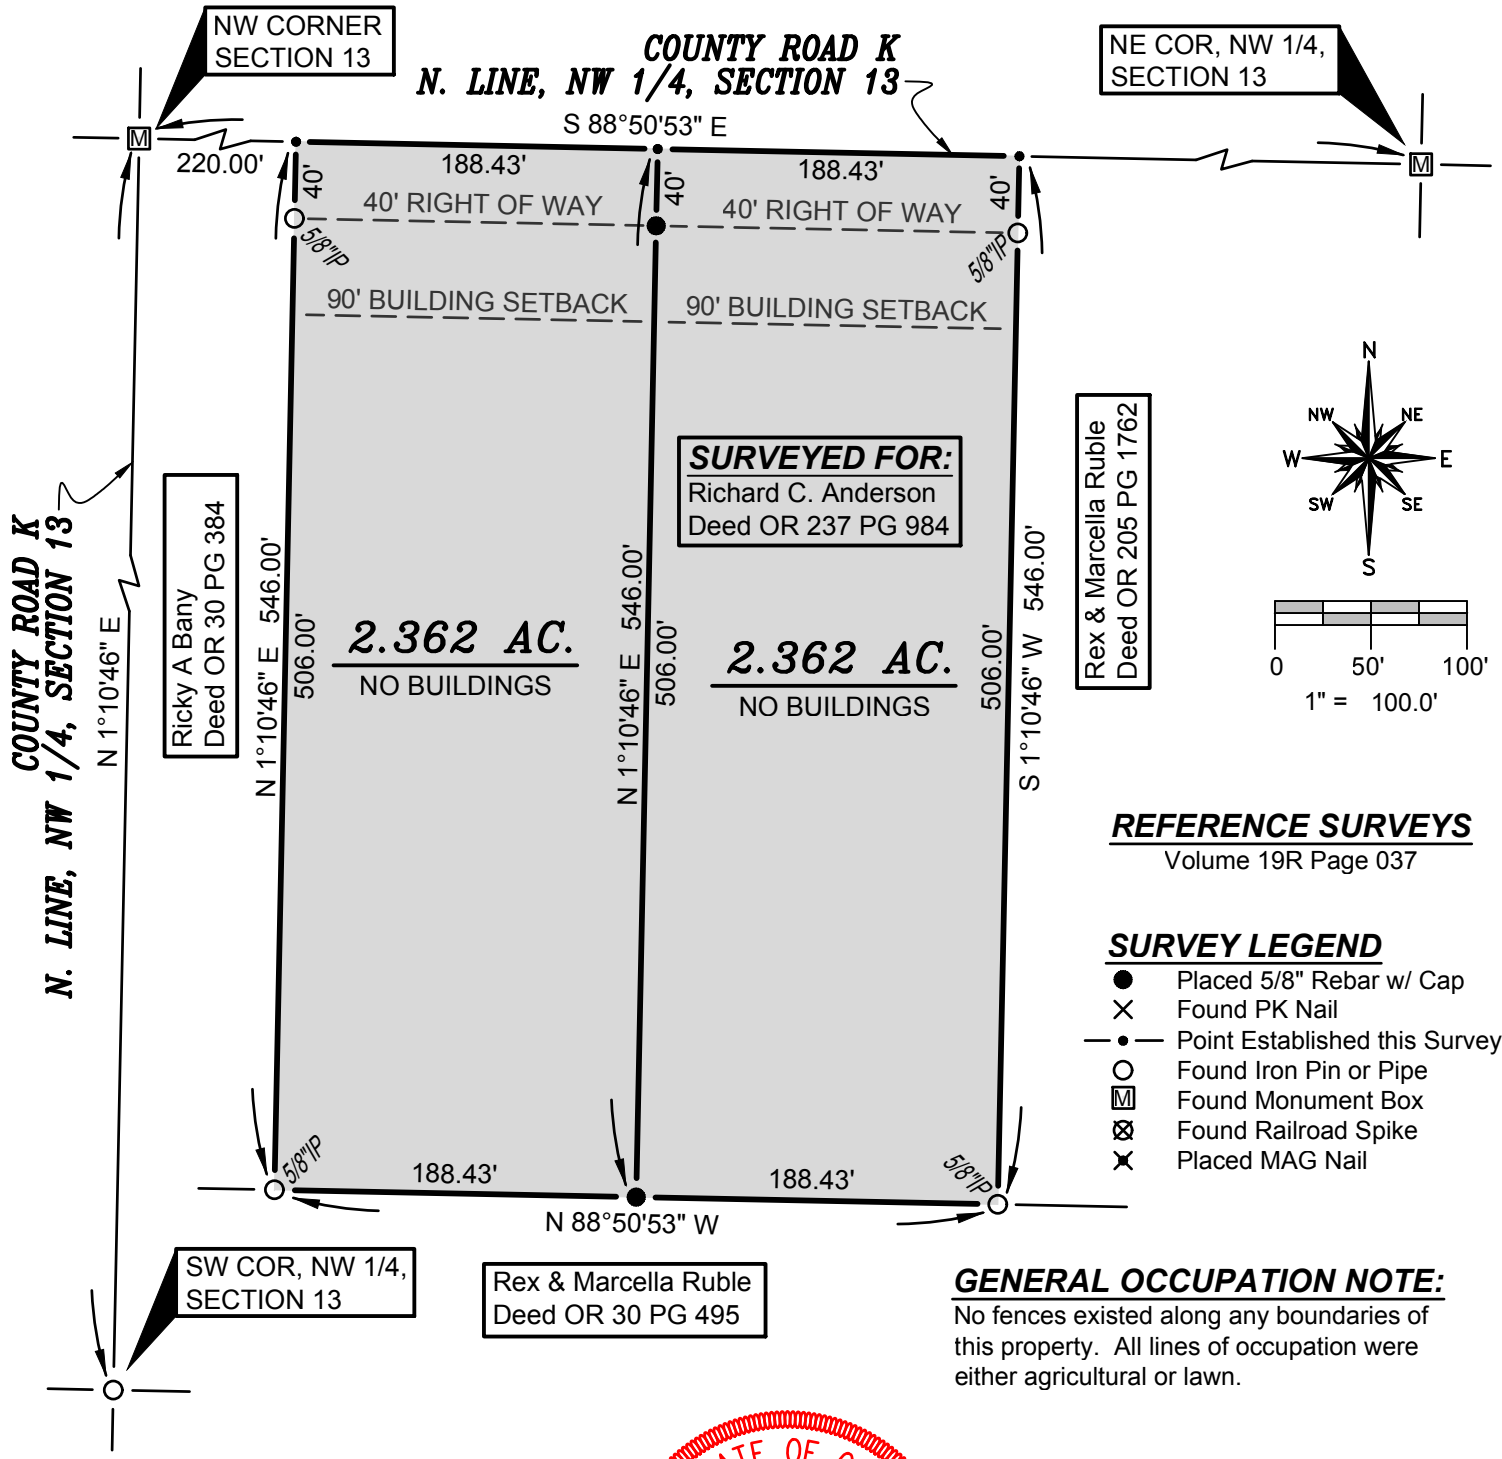 NW CORNER
SECTION 13
COUNTY ROAD K
N. LINE, NW 1/4, SECTION 13
NE COR, NW 1/4,
SECTION 13
S 88°50'53" E
M
220.00'
188.43'
188.43'
M
40'
40'
40'
40' RIGHT OF WAY
40' RIGHT OF WAY
5/8"IP
5/8"IP
90' BUILDING SETBACK
90' BUILDING SETBACK
N
NW
NE
W
E
SW
SE
S
SURVEYED FOR:
Richard C. Anderson
Deed OR 237 PG 984
Rex & Marcella Ruble
Deed OR 205 PG 1762
Ricky A Bany
Deed OR 30 PG 384
COUNTY ROAD K
N. LINE, NW 1/4, SECTION 13
N 1°10'46" E
N 1°10'46" E 546.00'
506.00'
2.362 AC.
NO BUILDINGS
N 1°10'46" E 546.00'
506.00'
2.362 AC.
NO BUILDINGS
506.00'
S 1°10'46" W 546.00'
0 50' 100'
1" = 100.0'
REFERENCE SURVEYS
Volume 19R Page 037
SURVEY LEGEND
Placed 5/8" Rebar w/ Cap
Found PK Nail
Point Established this Survey
Found Iron Pin or Pipe
M Found Monument Box
Found Railroad Spike
Placed MAG Nail
5/8"IP
188.43'
188.43'
5/8"IP
N 88°50'53" W
SW COR, NW 1/4,
SECTION 13
Rex & Marcella Ruble
Deed OR 30 PG 495
GENERAL OCCUPATION NOTE:
No fences existed along any boundaries of
this property. All lines of occupation were
either agricultural or lawn.
OF